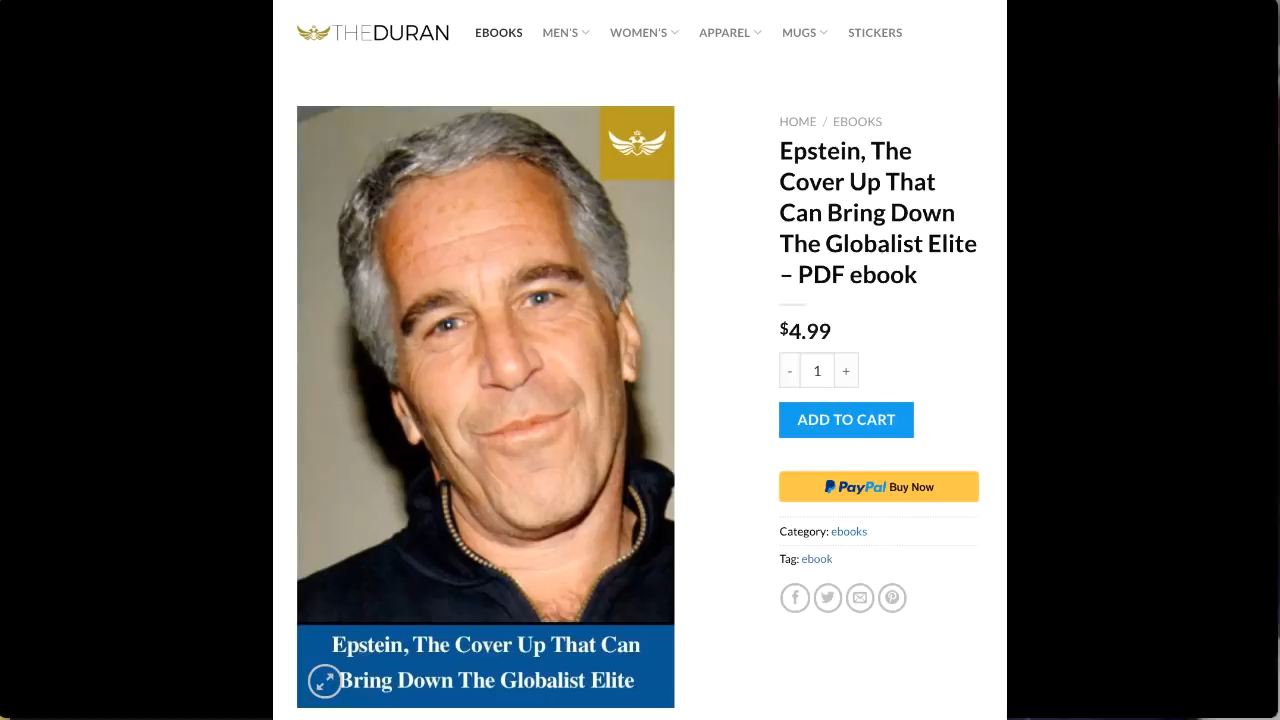 THEDURAN EBOOKS MEN'S WOMEN'S APPAREL MUGS STICKERS
HOME / EBOOKS
Epstein, The
Cover Up That
Can Bring Down
The Globalist Elite
– PDF ebook
$4.99
- 1 +
ADD TO CART
PayPal Buy Now
Category: ebooks
Tag: ebook
Epstein, The Cover Up That Can
Bring Down The Globalist Elite